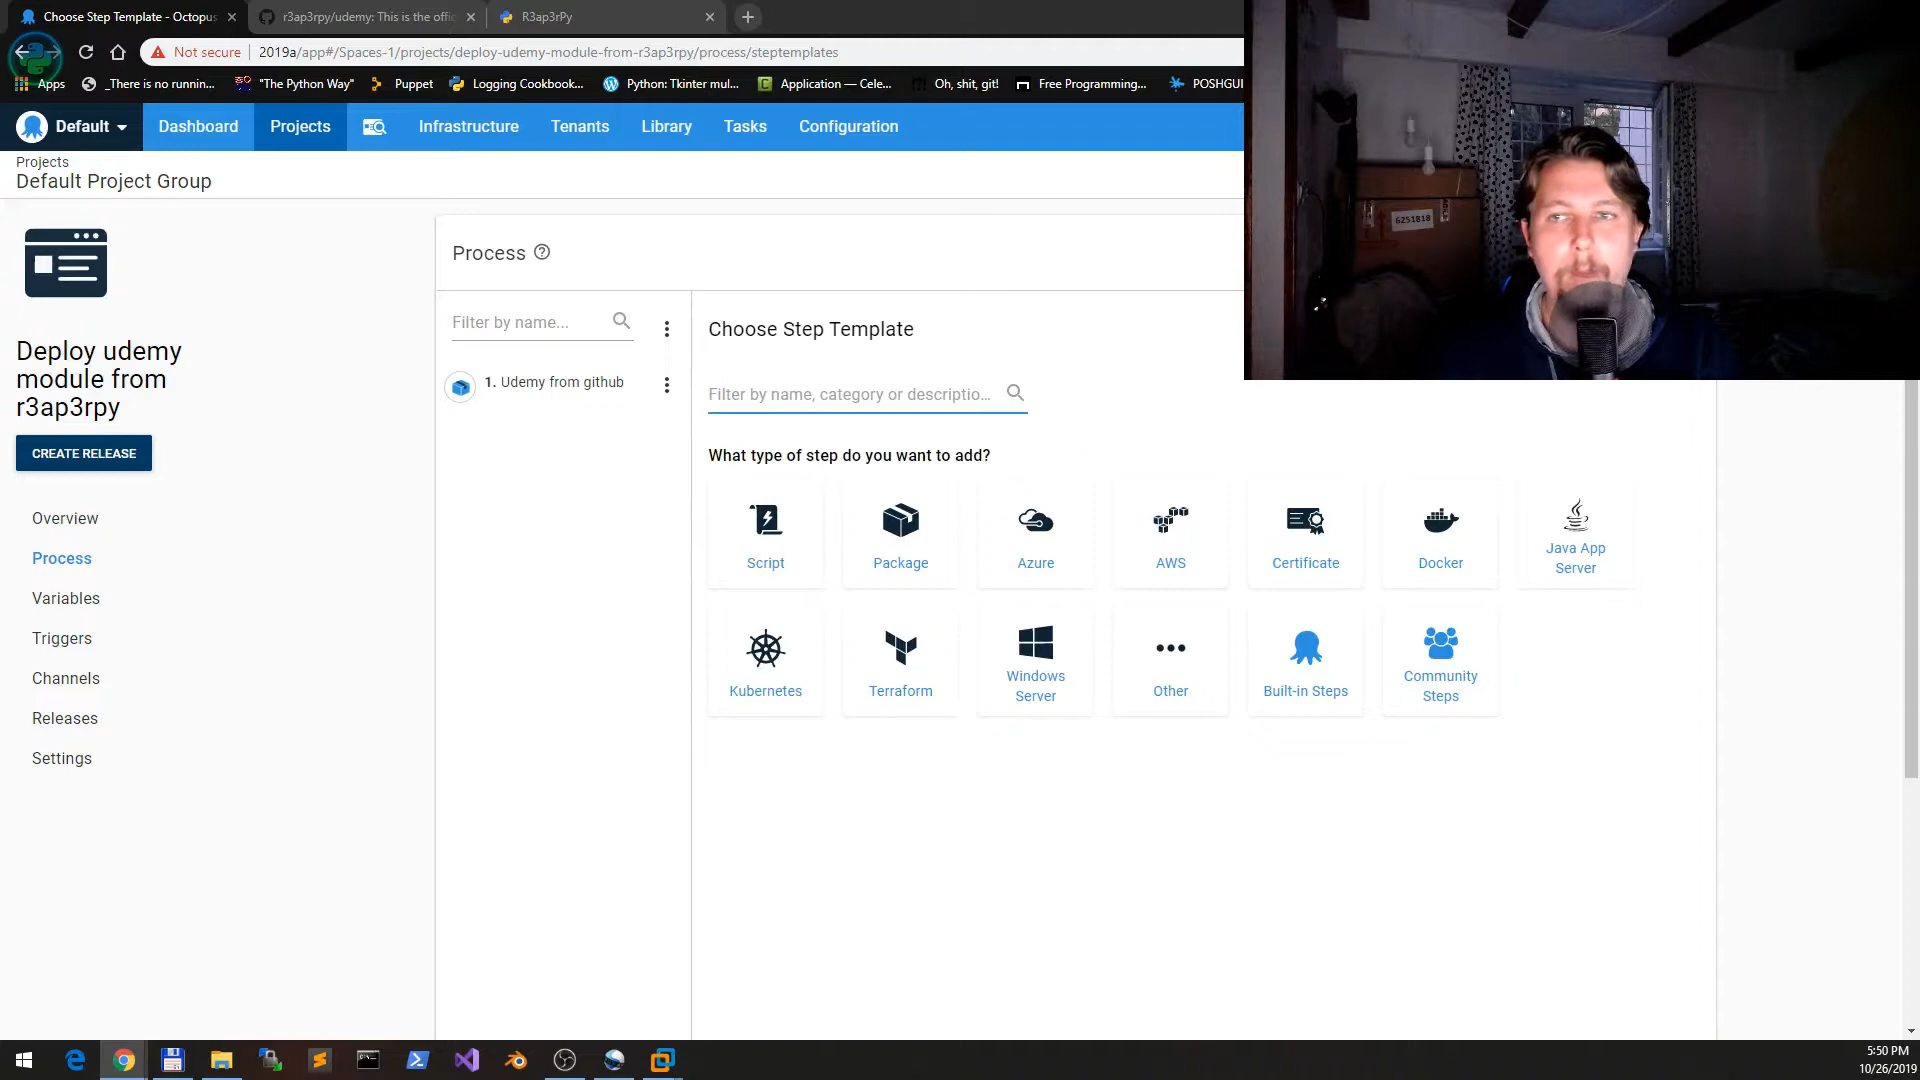 Choose Step Template - Octopus
r3ap3rpy/udemy: This is the offic
R3ap3rPy
Not secure
2019a/app#/Spaces-1/projects/deploy-udemy-module-from-r3ap3rpy/process/steptemplates
Apps
_There is no runnin...
"The Python Way"
Puppet
Logging Cookbook...
Python: Tkinter mul...
Application — Cele...
Oh, shit, git!
Free Programming...
POSHGUI
Default
Dashboard
Projects
Infrastructure
Tenants
Library
Tasks
Configuration
Projects
Default Project Group
Deploy udemy
module from
r3ap3rpy
CREATE RELEASE
Overview
Process
Variables
Triggers
Channels
Releases
Settings
Process
Filter by name...
1. Udemy from github
Choose Step Template
Filter by name, category or descriptio...
What type of step do you want to add?
Script
Package
Azure
AWS
Certificate
Docker
Java App
Server
Kubernetes
Terraform
Windows
Server
Other
Built-in Steps
Community
Steps
6251818
5:50 PM
10/26/2019